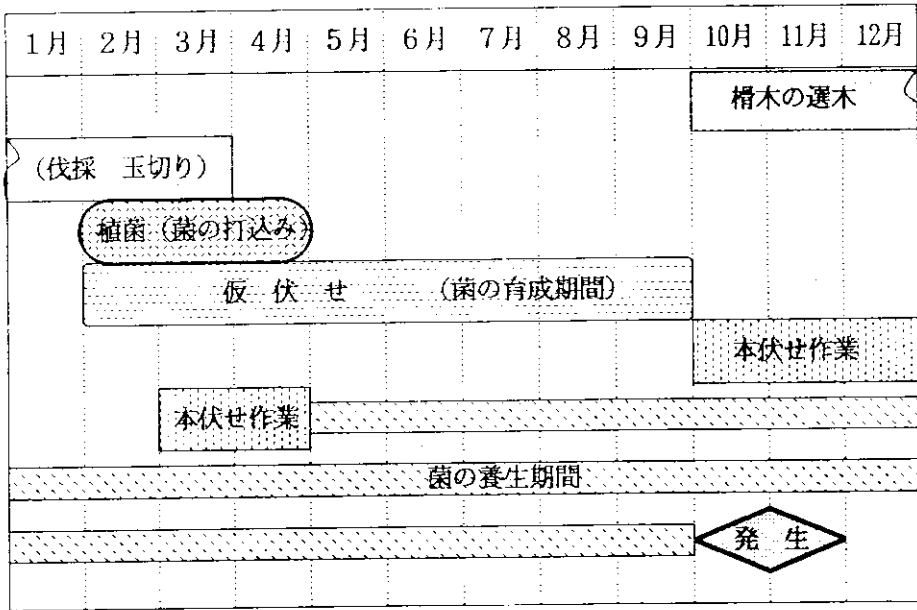 1月 2月 3月 4月 5月 6月 7月 8月 9月 10月 11月 12月
榾木の選木
(伐採 玉切り)
植菌(菌の打込み)
仮伏せ (菌の育成期間)
本伏せ作業
本伏せ作業
菌の養生期間
発生